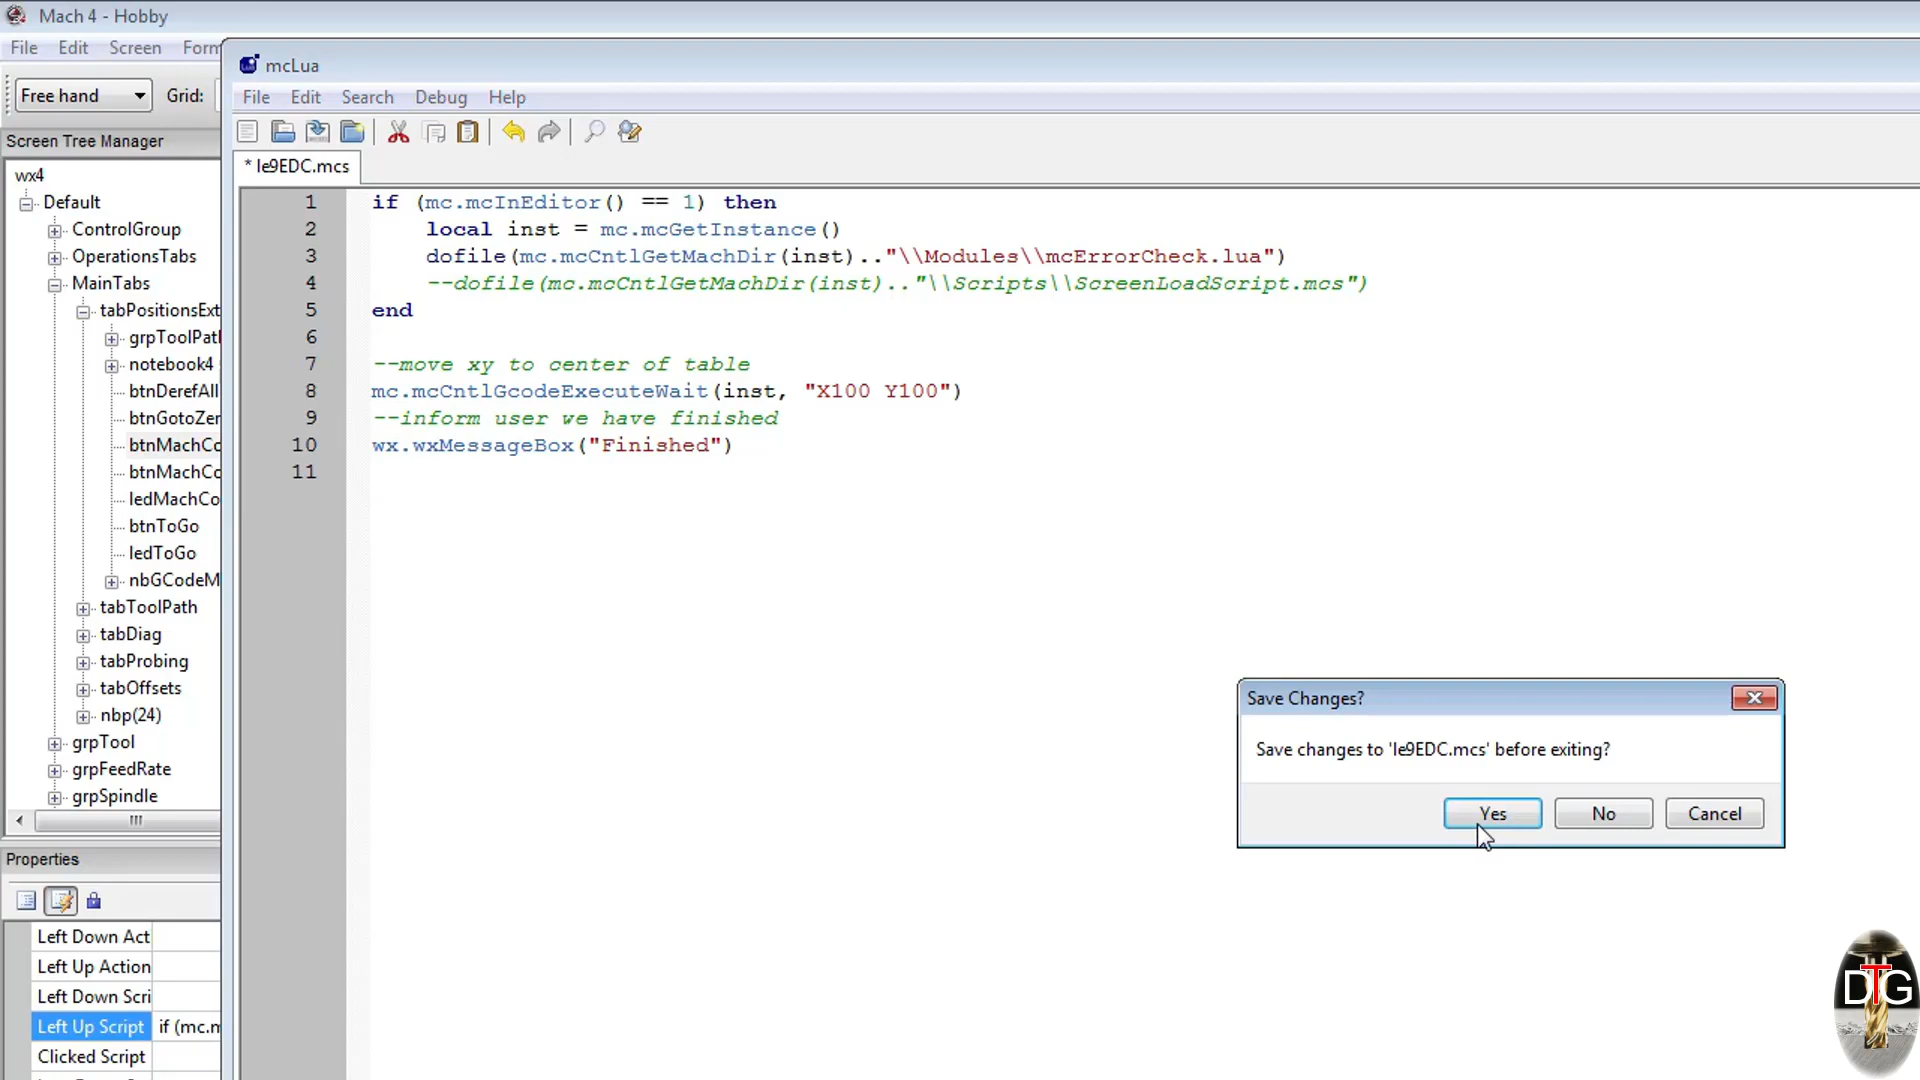 Mach 4 - Hobby
File Edit Screen Form
Free hand Grid:
Screen Tree Manager
wx4
Default
ControlGroup
OperationsTabs
MainTabs
tabPositionsExt
grpToolPath
notebook4
btnDerefAll
btnGotoZer
btnMachCo
btnMachCo
ledMachCo
btnToGo
ledToGo
nbGCodeM
tabToolPath
tabDiag
tabProbing
tabOffsets
nbp(24)
grpTool
grpFeedRate
grpSpindle
Properties
Left Down Act
Left Up Action
Left Down Scri
Left Up Script if (mc.m
Clicked Script
mcLua
File Edit Search Debug Help
* le9EDC.mcs
1 if (mc.mcInEditor() == 1) then
2 local inst = mc.mcGetInstance()
3 dofile(mc.mcCntlGetMachDir(inst).."\\Modules\\mcErrorCheck.lua")
4 --dofile(mc.mcCntlGetMachDir(inst).."\\Scripts\\ScreenLoadScript.mcs")
5 end
6
7 --move xy to center of table
8 mc.mcCntlGcodeExecuteWait(inst, "X100 Y100")
9 --inform user we have finished
10 wx.wxMessageBox("Finished")
11
Save Changes?
Save changes to 'le9EDC.mcs' before exiting?
Yes No Cancel
DTG